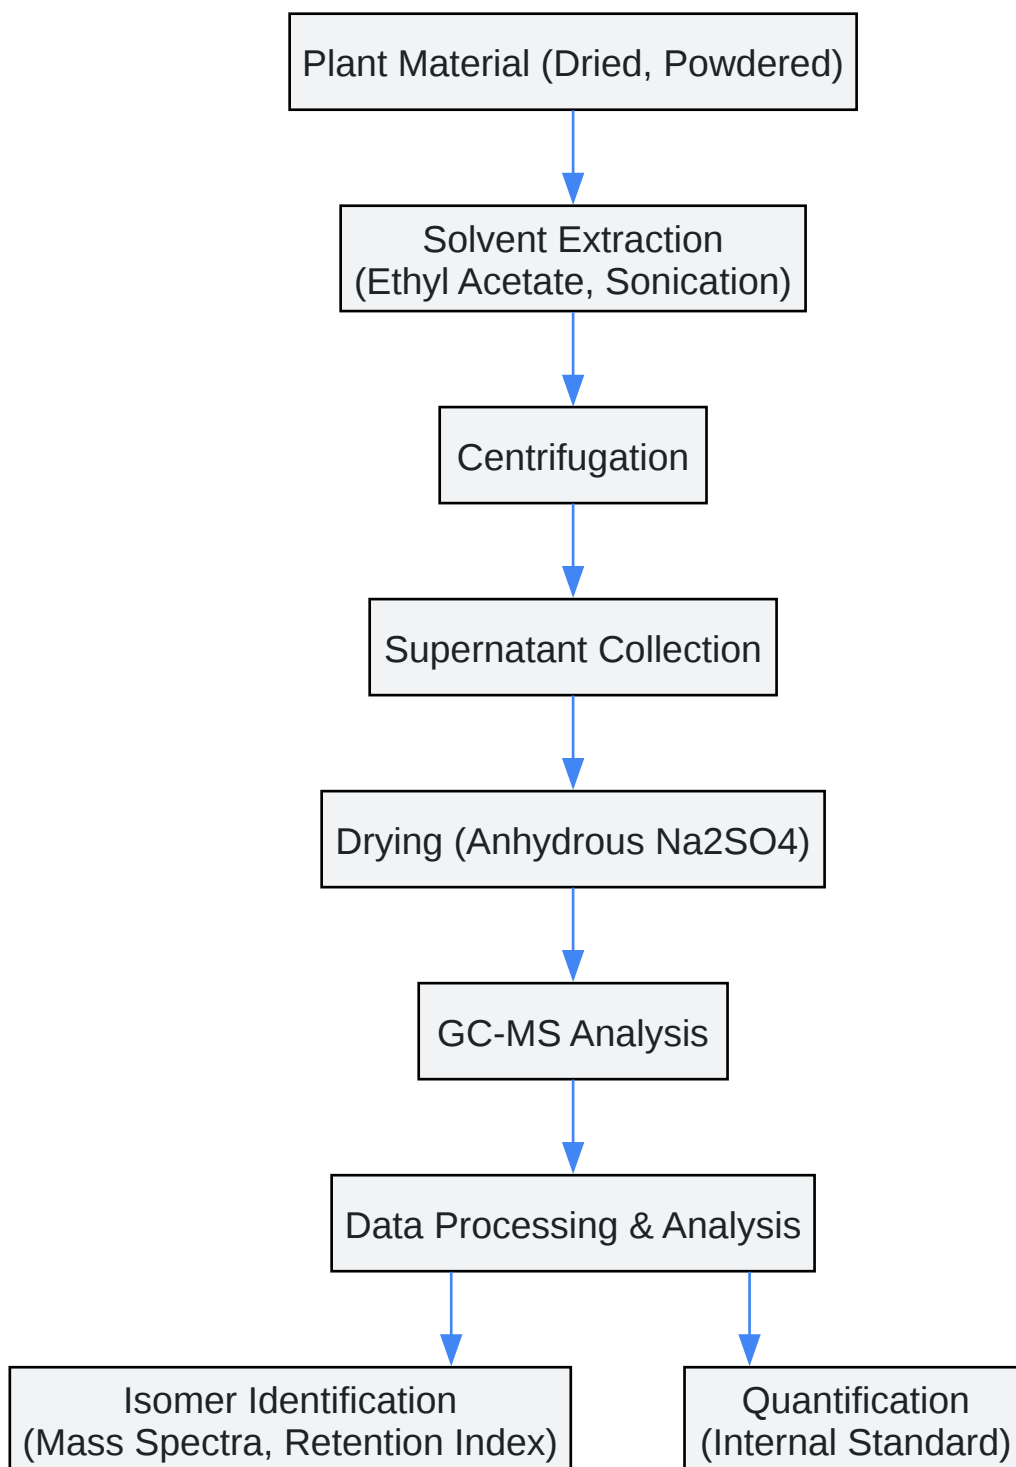 Plant Material (Dried, Powdered)
Solvent Extraction
(Ethyl Acetate, Sonication)
Centrifugation
Supernatant Collection
Drying (Anhydrous Na2SO4)
GC-MS Analysis
Data Processing & Analysis
Isomer Identification
(Mass Spectra, Retention Index)
Quantification
(Internal Standard)